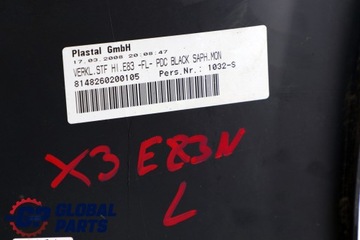 Plastal GmbH
17.03.2008 20:08:47
VERKL.STF HI.E83 -FL- PDC BLACK SAPH.MON
8148260200105 Pers.Nr.: 1032-S
X3 E83N
L
GLOBAL
PARTS